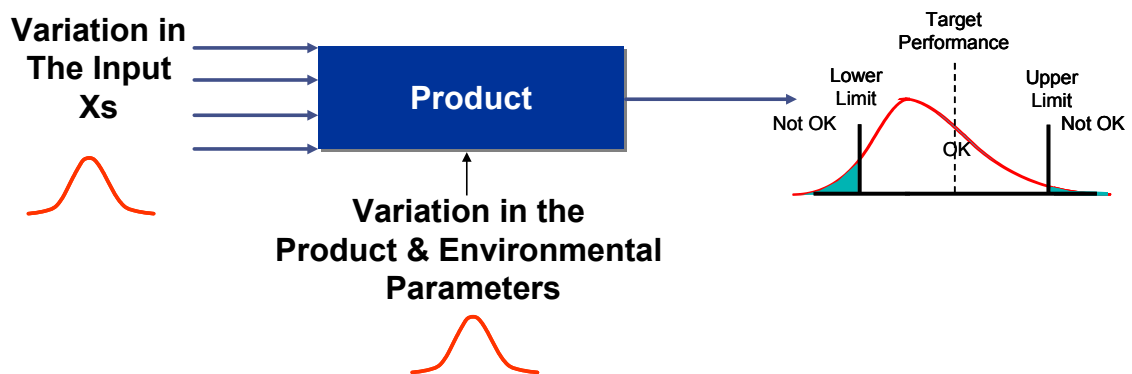 Variation in
The Input
Xs
Product
Variation in the
Product & Environmental
Parameters
Target
Performance
Lower
Limit
Upper
Limit
Not OK
Not OK
OK